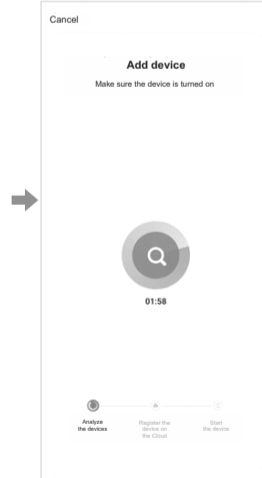 Cancel
Add device
Make sure the device is turned on
01:58
Analyze
the devices
Register the
device on
the Cloud
Start
the device